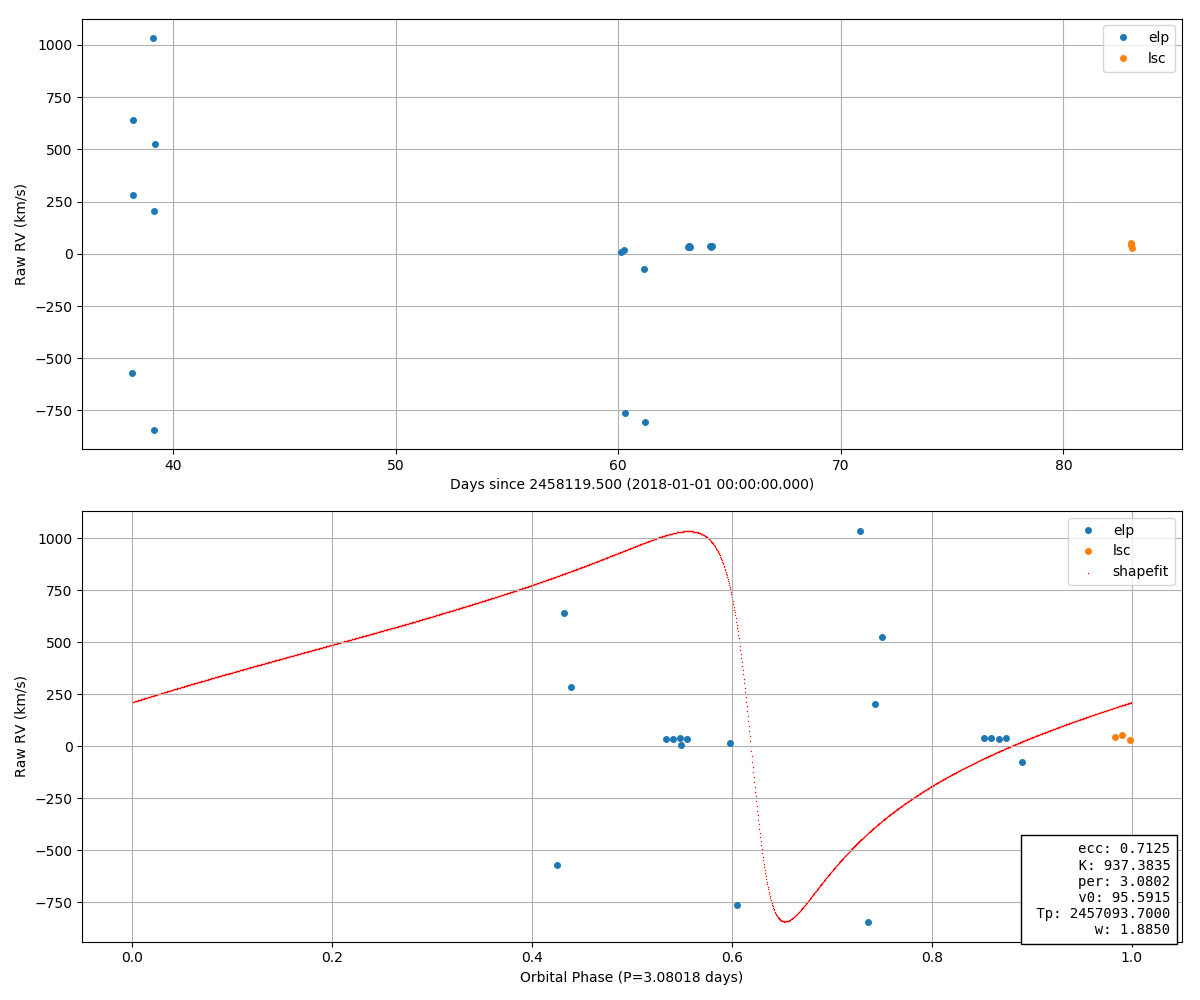 1000
750
500
250
0
−250
−500
−750
Raw RV (km/s)
elp
lsc
40
50
60
70
80
Days since 2458119.500 (2018-01-01 00:00:00.000)
1000
750
500
250
0
−250
−500
−750
Raw RV (km/s)
elp
lsc
shapefit
ecc: 0.7125
K: 937.3835
per: 3.0802
v0: 95.5915
Tp: 2457093.7000
w: 1.8850
0.0
0.2
0.4
0.6
0.8
1.0
Orbital Phase (P=3.08018 days)